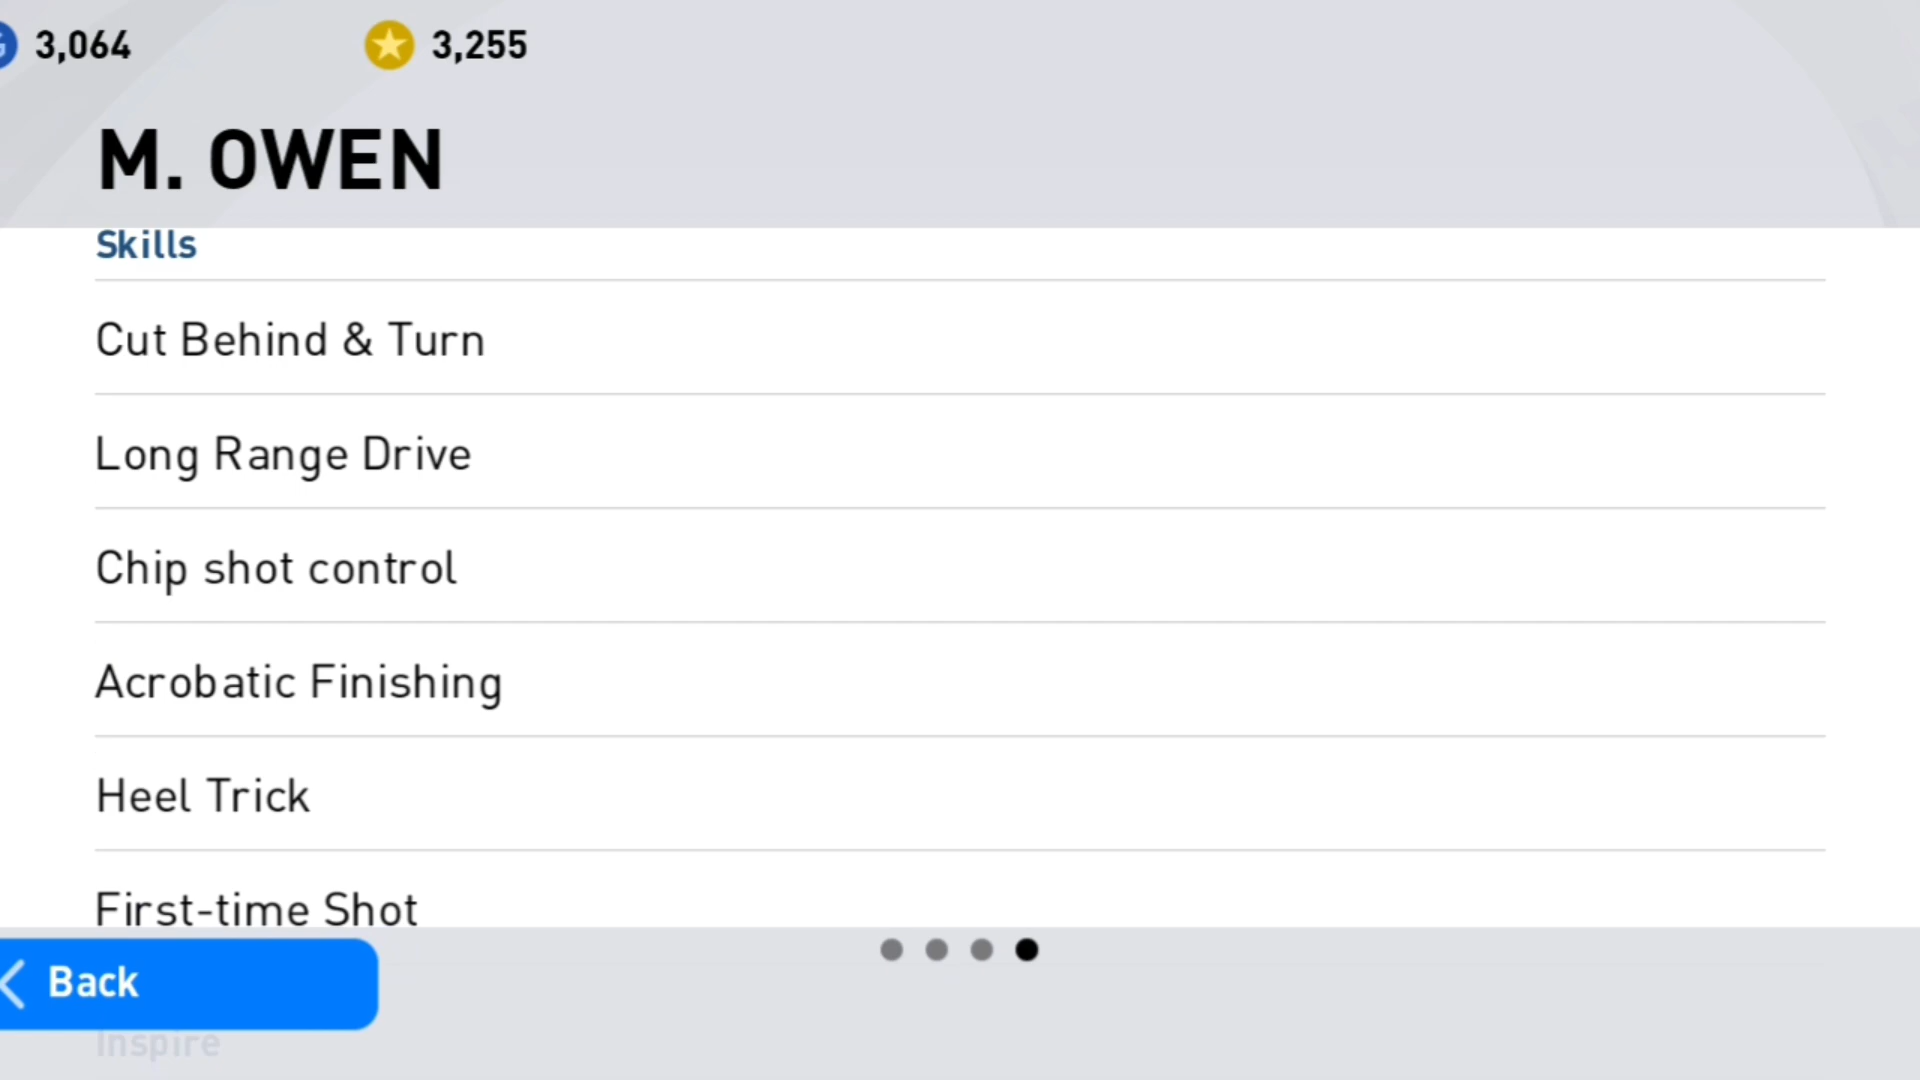 3,064
3,255
M. OWEN
Skills
Cut Behind & Turn
Long Range Drive
Chip shot control
Acrobatic Finishing
Heel Trick
First-time Shot
Back
Inspire